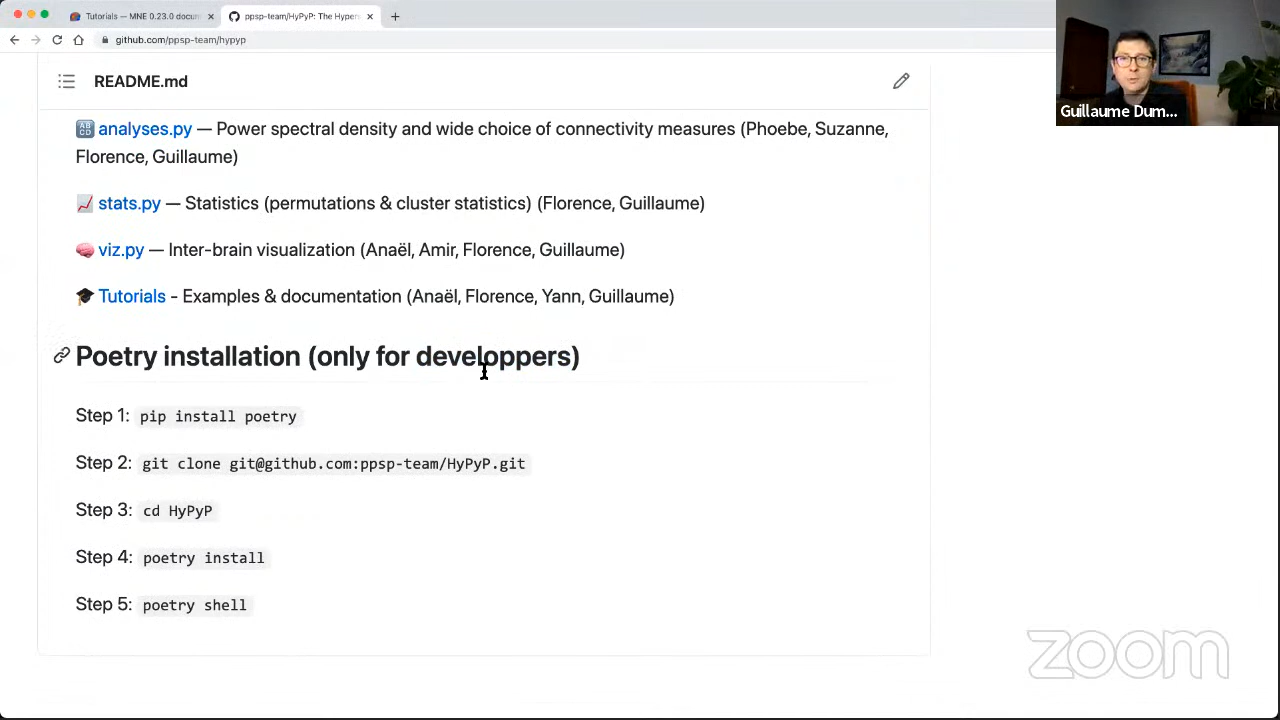 Tutorials — MNE 0.23.0 docum
ppsp-team/HyPyP: The Hypers
github.com/ppsp-team/hypyp
README.md
analyses.py — Power spectral density and wide choice of connectivity measures (Phoebe, Suzanne,
Florence, Guillaume)
stats.py — Statistics (permutations & cluster statistics) (Florence, Guillaume)
viz.py — Inter-brain visualization (Anaël, Amir, Florence, Guillaume)
Tutorials - Examples & documentation (Anaël, Florence, Yann, Guillaume)
Poetry installation (only for developpers)
Step 1: pip install poetry
Step 2: git clone git@github.com:ppsp-team/HyPyP.git
Step 3: cd HyPyP
Step 4: poetry install
Step 5: poetry shell
Guillaume Dum...
zoom